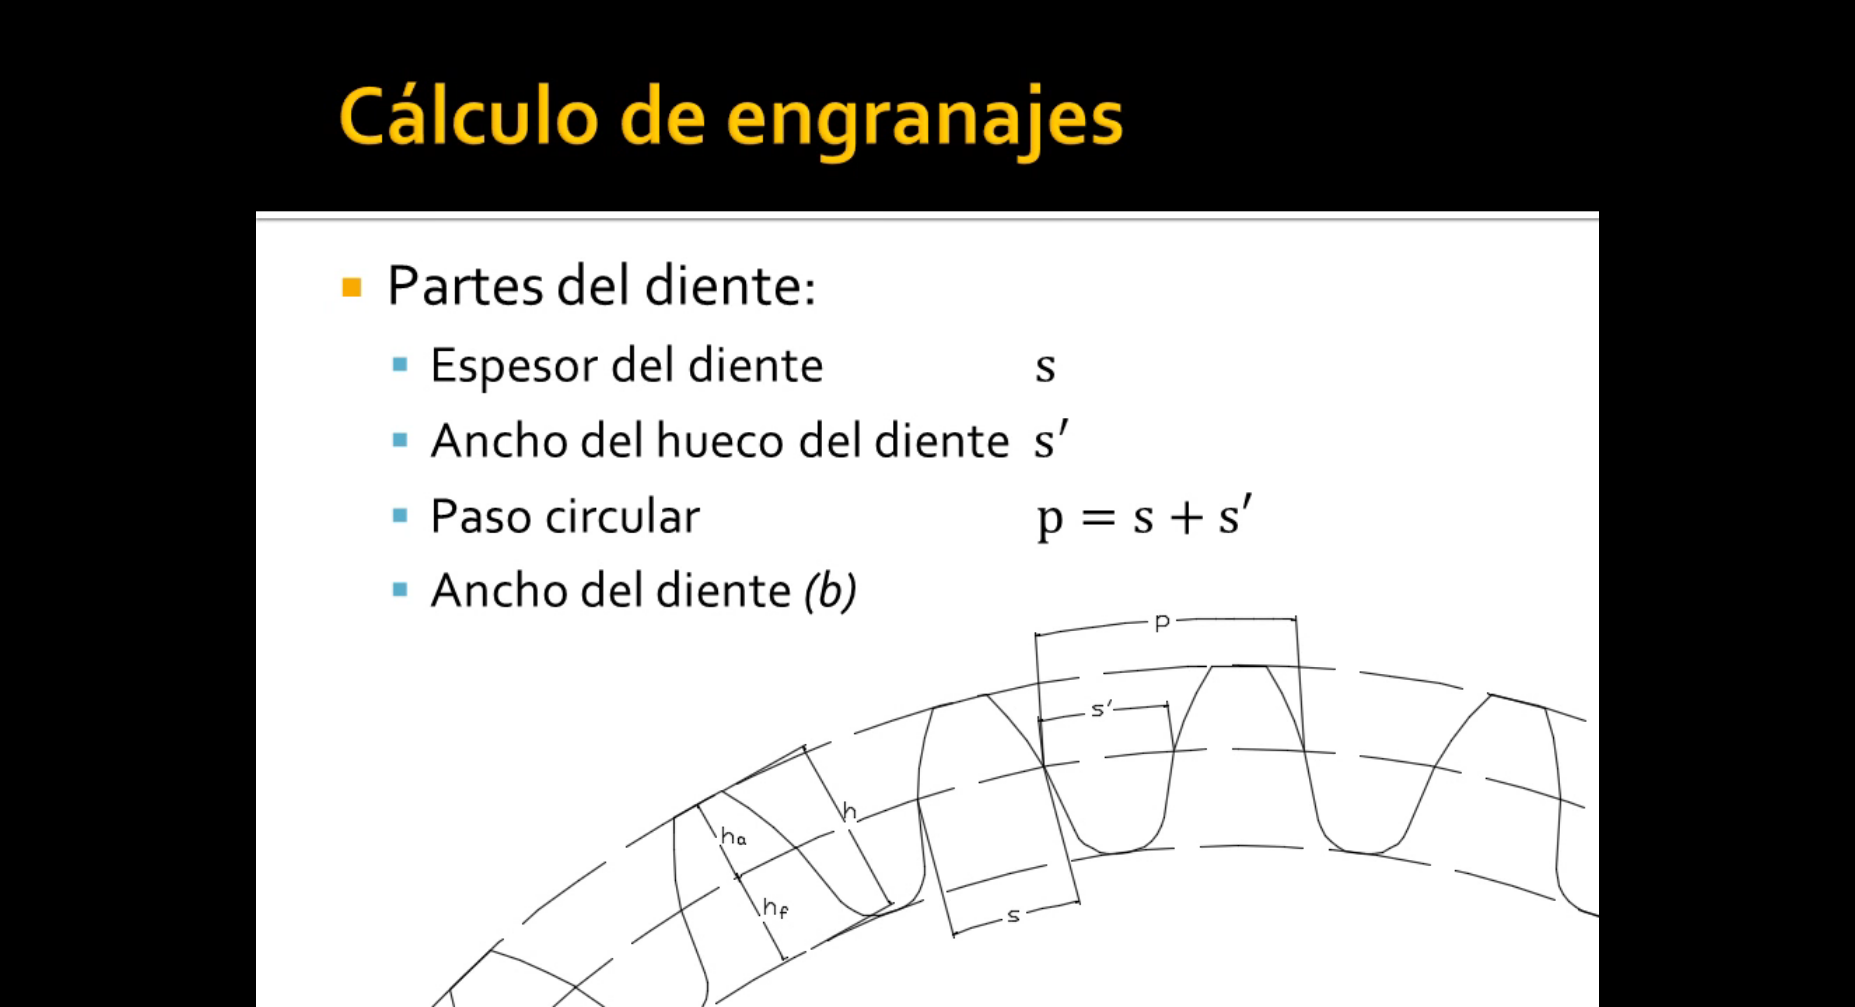 Cálculo de engranajes
Partes del diente:
Espesor del diente s
Ancho del hueco del diente s′
Paso circular p = s + s′
Ancho del diente (b)
p
s'
h
ha
hf
s